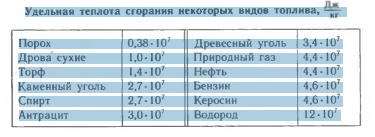 Удельная теплота сгорания некоторых видов топлива, Дж/кг
Порох 0,38·10⁷ Древесный уголь 3,4·10⁷
Дрова сухие 1,0·10⁷ Природный газ 4,4·10⁷
Торф 1,4·10⁷ Нефть 4,4·10⁷
Каменный уголь 2,7·10⁷ Бензин 4,6·10⁷
Спирт 2,7·10⁷ Керосин 4,6·10⁷
Антрацит 3,0·10⁷ Водород 12·10⁷